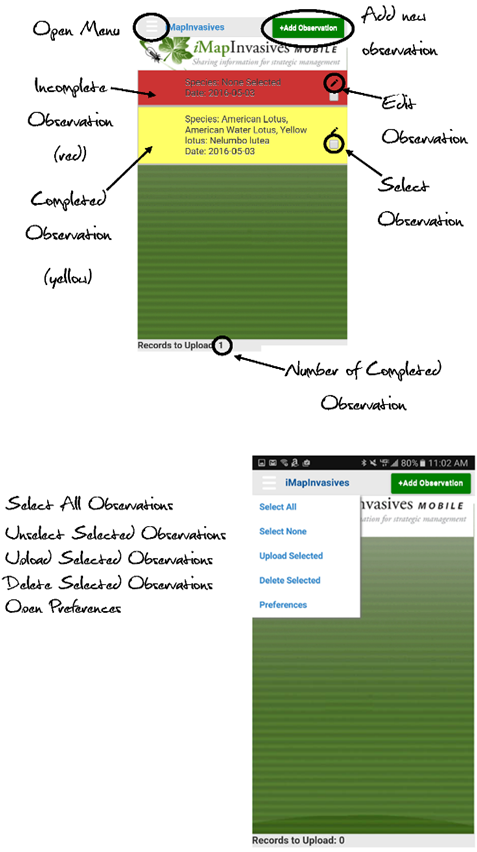 Open Menu
iMapInvasives
+Add Observation
Add new
observation
iMapInvasives MOBILE
Sharing information for strategic management
Incomplete
Observation
(red)
Species: None Selected
Date: 2016-05-03
Edit
Observation
Species: American Lotus,
American Water Lotus, Yellow
lotus: Nelumbo lutea
Date: 2016-05-03
Select
Observation
Completed
Observation
(yellow)
Records to Upload: 1
Number of Completed
Observation
80% 11:02 AM
iMapInvasives
+Add Observation
Select All Observations
Unselect Selected Observations
Upload Selected Observations
Delete Selected Observations
Open Preferences
Select All
Select None
Upload Selected
Delete Selected
Preferences
nvasives MOBILE
ation for strategic management
Records to Upload: 0